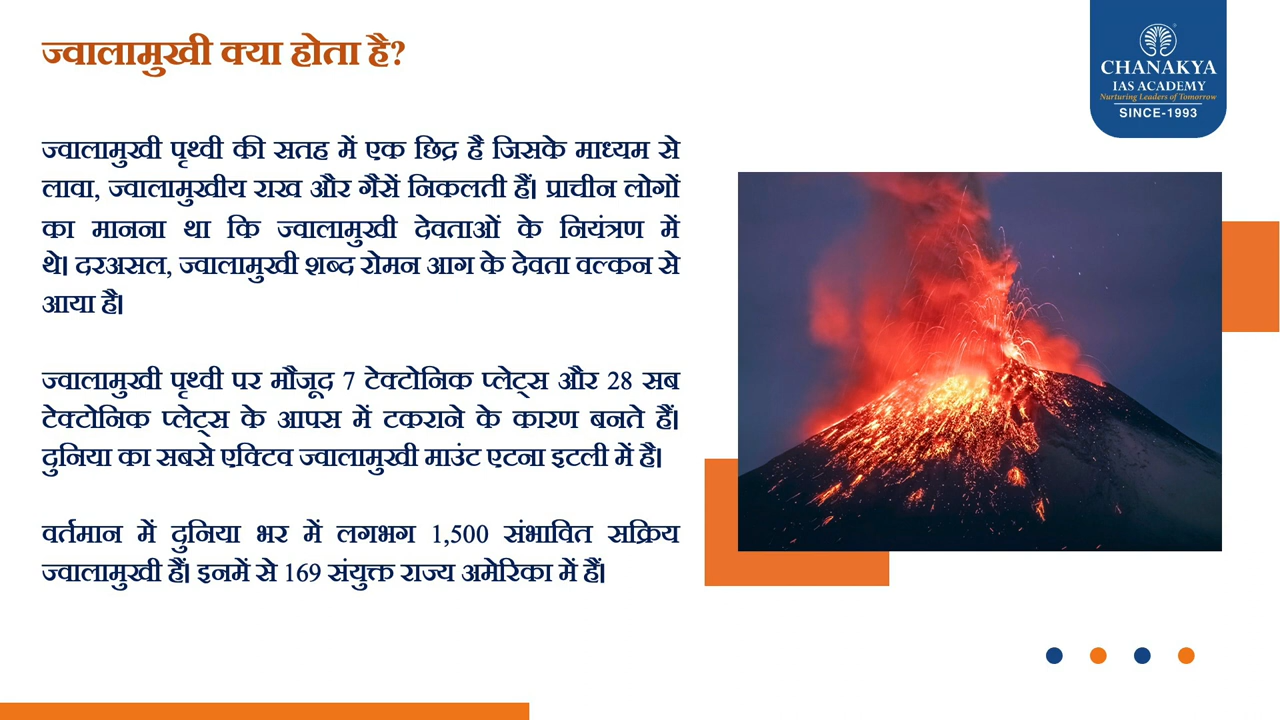 ज्वालामुखी क्या होता है?
CHANAKYA
IAS ACADEMY
Nurturing Leaders of Tomorrow
SINCE-1993
ज्वालामुखी पृथ्वी की सतह में एक छिद्र है जिसके माध्यम से
लावा, ज्वालामुखीय राख और गैसें निकलती हैं। प्राचीन लोगों
का मानना था कि ज्वालामुखी देवताओं के नियंत्रण में
थे। दरअसल, ज्वालामुखी शब्द रोमन आग के देवता वल्कन से
आया है।
ज्वालामुखी पृथ्वी पर मौजूद 7 टेक्टोनिक प्लेट्स और 28 सब
टेक्टोनिक प्लेट्स के आपस में टकराने के कारण बनते हैं।
दुनिया का सबसे एक्टिव ज्वालामुखी माउंट एटना इटली में है।
वर्तमान में दुनिया भर में लगभग 1,500 संभावित सक्रिय
ज्वालामुखी हैं। इनमें से 169 संयुक्त राज्य अमेरिका में हैं।